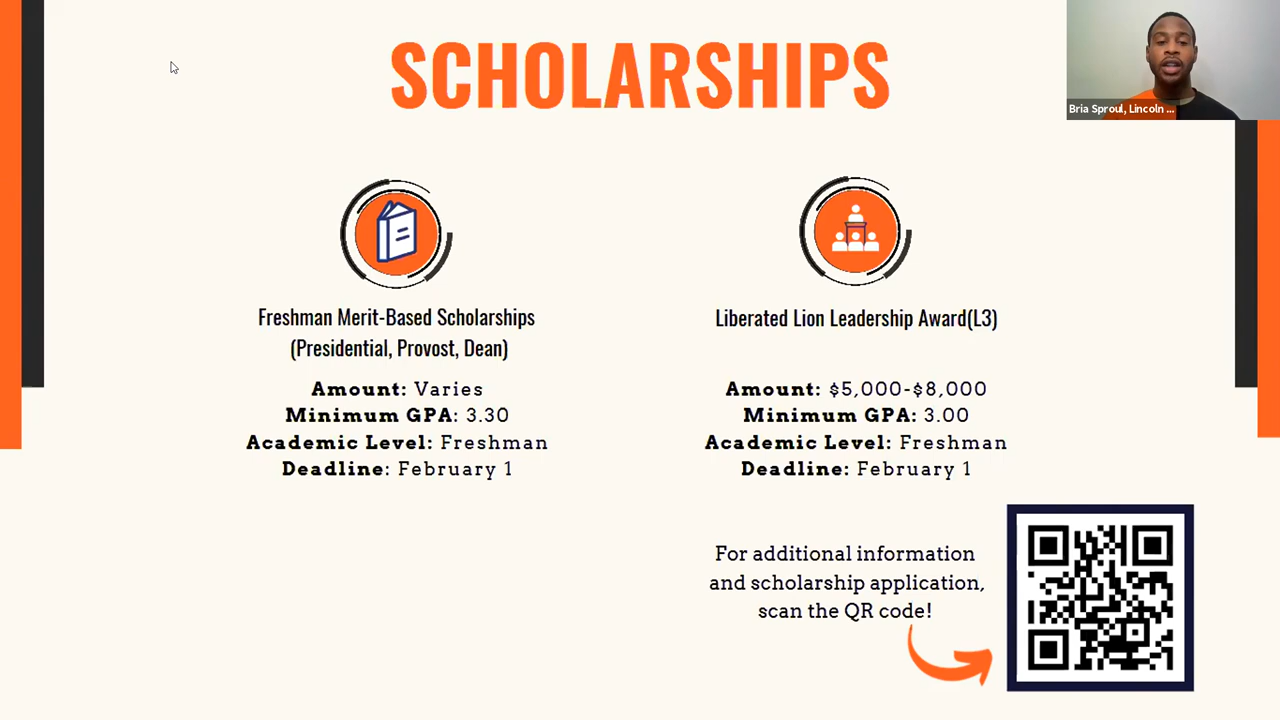 SCHOLARSHIPS
Bria Sproul, Lincoln ...
Freshman Merit-Based Scholarships
(Presidential, Provost, Dean)
Amount: Varies
Minimum GPA: 3.30
Academic Level: Freshman
Deadline: February 1
Liberated Lion Leadership Award(L3)
Amount: $5,000-$8,000
Minimum GPA: 3.00
Academic Level: Freshman
Deadline: February 1
For additional information
and scholarship application,
scan the QR code!